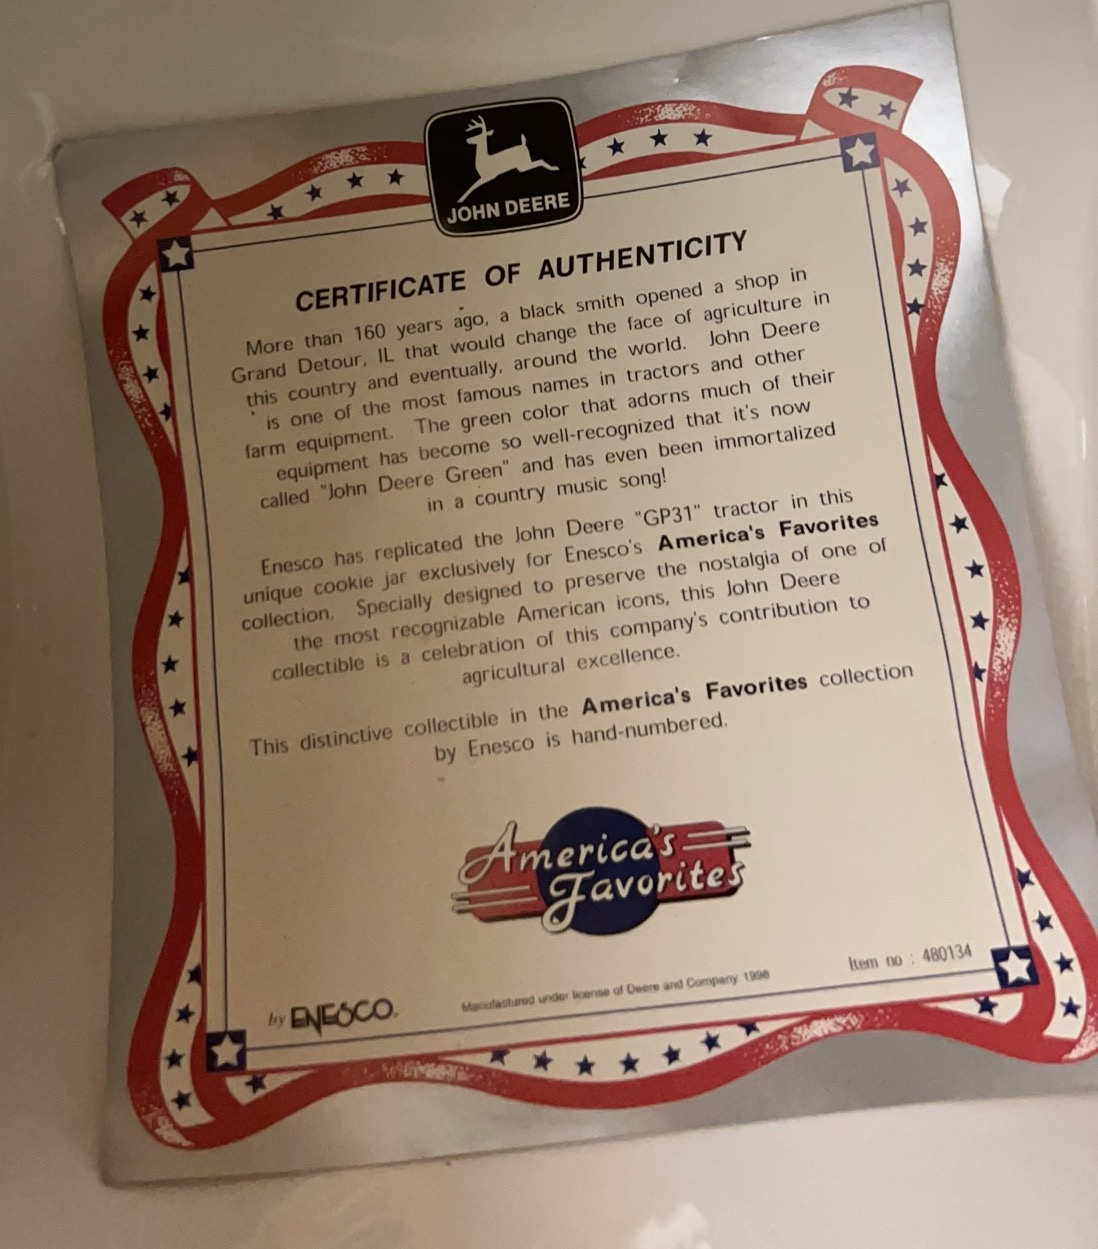 JOHN DEERE
CERTIFICATE OF AUTHENTICITY
More than 160 years ago, a black smith opened a shop in
Grand Detour, IL that would change the face of agriculture in
this country and eventually, around the world. John Deere
is one of the most famous names in tractors and other
farm equipment. The green color that adorns much of their
equipment has become so well-recognized that it's now
called "John Deere Green" and has even been immortalized
in a country music song!
Enesco has replicated the John Deere "GP31" tractor in this
unique cookie jar exclusively for Enesco's America's Favorites
collection. Specially designed to preserve the nostalgia of one of
the most recognizable American icons, this John Deere
collectible is a celebration of this company's contribution to
agricultural excellence.
This distinctive collectible in the America's Favorites collection
by Enesco is hand-numbered.
America's
Favorites
by ENESCO.
Manufactured under license of Deere and Company 1998
Item no : 480134